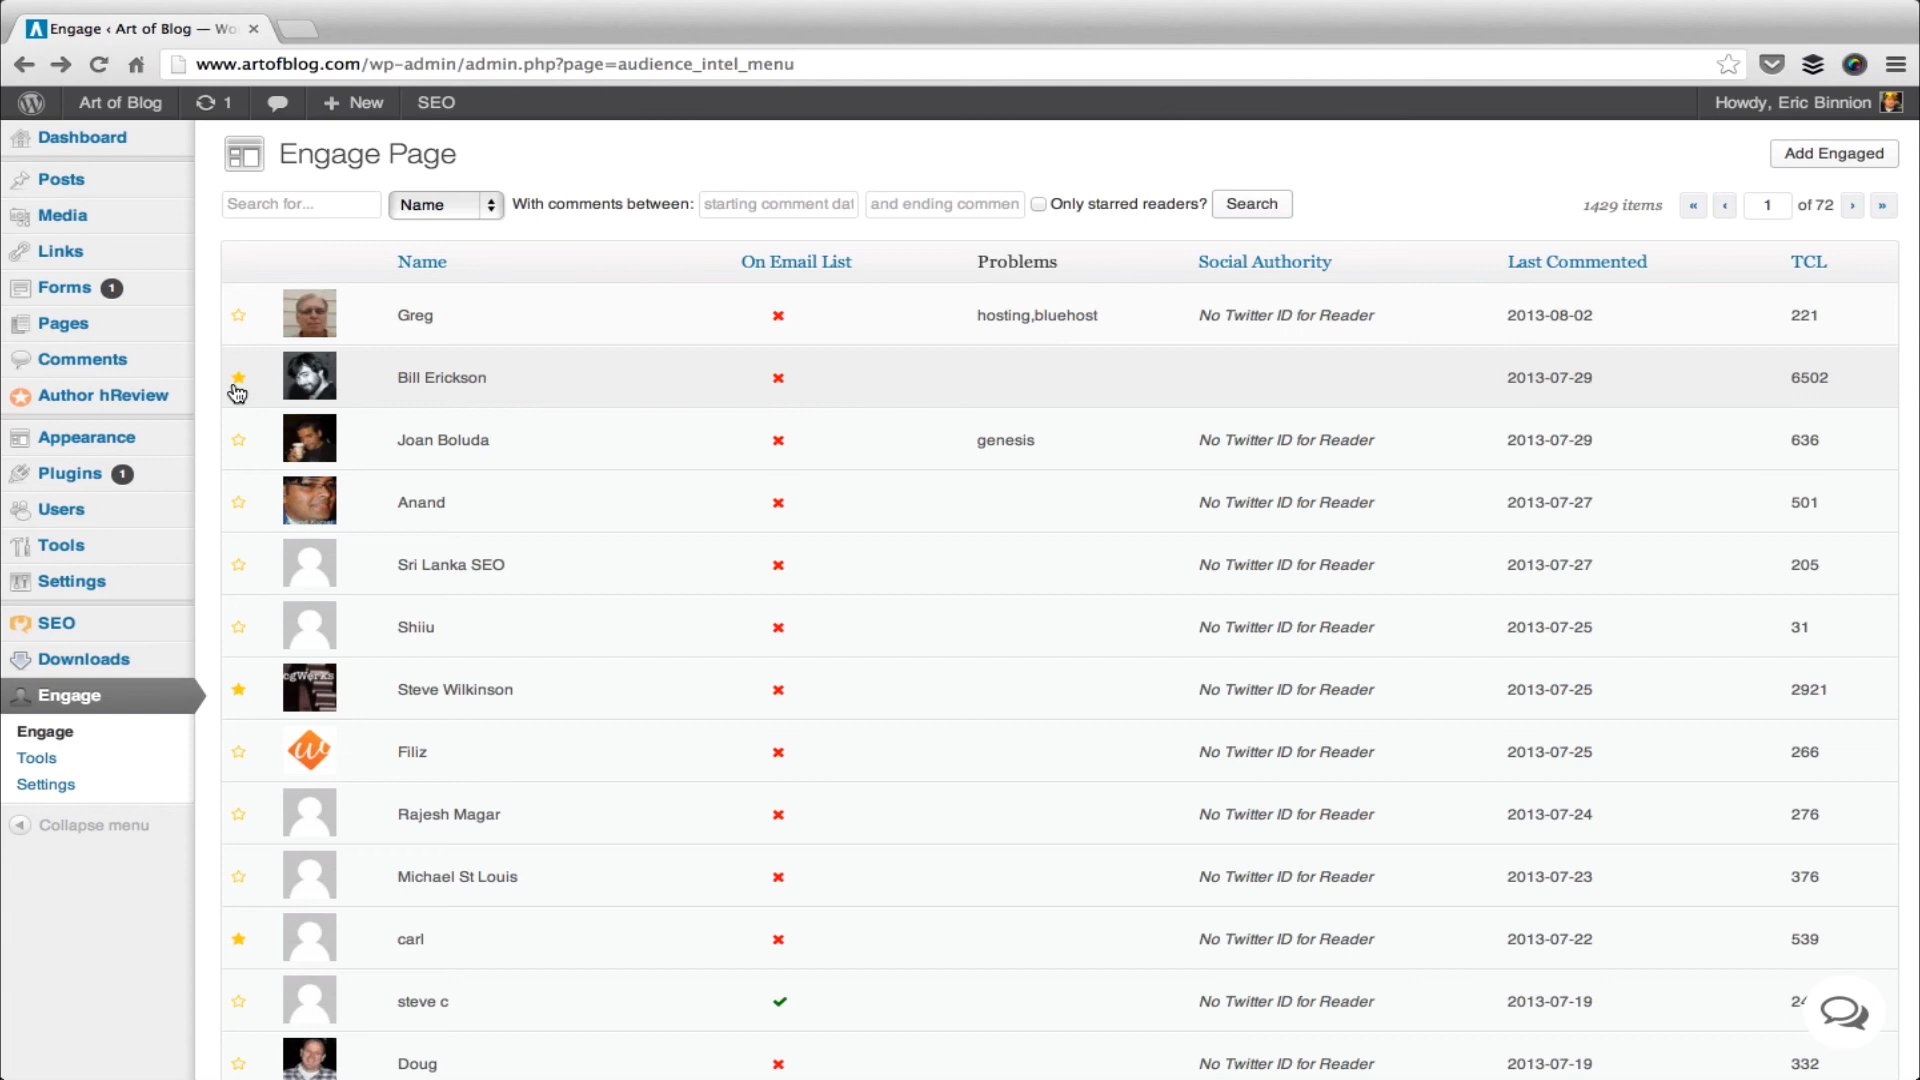 Engage ‹ Art of Blog — Wo
www.artofblog.com/wp-admin/admin.php?page=audience_intel_menu
Art of Blog 1 + New SEO Howdy, Eric Binnion
Dashboard
Posts
Media
Links
Forms 1
Pages
Comments
Author hReview
Appearance
Plugins 1
Users
Tools
Settings
SEO
Downloads
Engage
Engage
Tools
Settings
Collapse menu
Engage Page Add Engaged
Search for... Name With comments between: starting comment dat and ending commen Only starred readers? Search 1429 items « ‹ 1 of 72 › »
Name On Email List Problems Social Authority Last Commented TCL
Greg hosting,bluehost No Twitter ID for Reader 2013-08-02 221
Bill Erickson 2013-07-29 6502
Joan Boluda genesis No Twitter ID for Reader 2013-07-29 636
Anand No Twitter ID for Reader 2013-07-27 501
Sri Lanka SEO No Twitter ID for Reader 2013-07-27 205
Shiiu No Twitter ID for Reader 2013-07-25 31
cgWerks
Steve Wilkinson No Twitter ID for Reader 2013-07-25 2921
Filiz No Twitter ID for Reader 2013-07-25 266
Rajesh Magar No Twitter ID for Reader 2013-07-24 276
Michael St Louis No Twitter ID for Reader 2013-07-23 376
carl No Twitter ID for Reader 2013-07-22 539
steve c No Twitter ID for Reader 2013-07-19
Doug No Twitter ID for Reader 2013-07-19 332